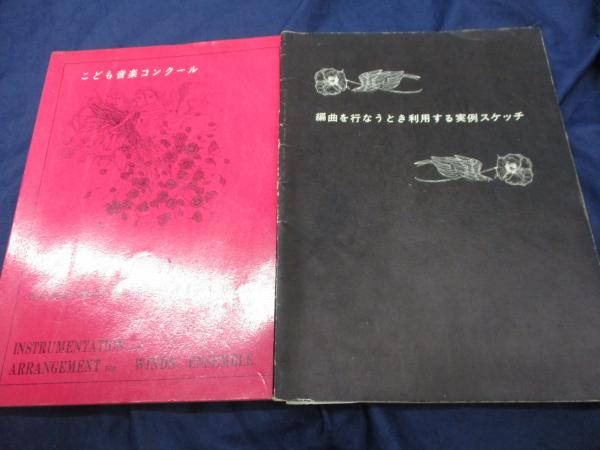 こども音楽コンクール
INSTRUMENTATION
ARRANGEMENT FOR WINDS ENSEMBLE
編曲を行なうとき利用する実例スケッチ